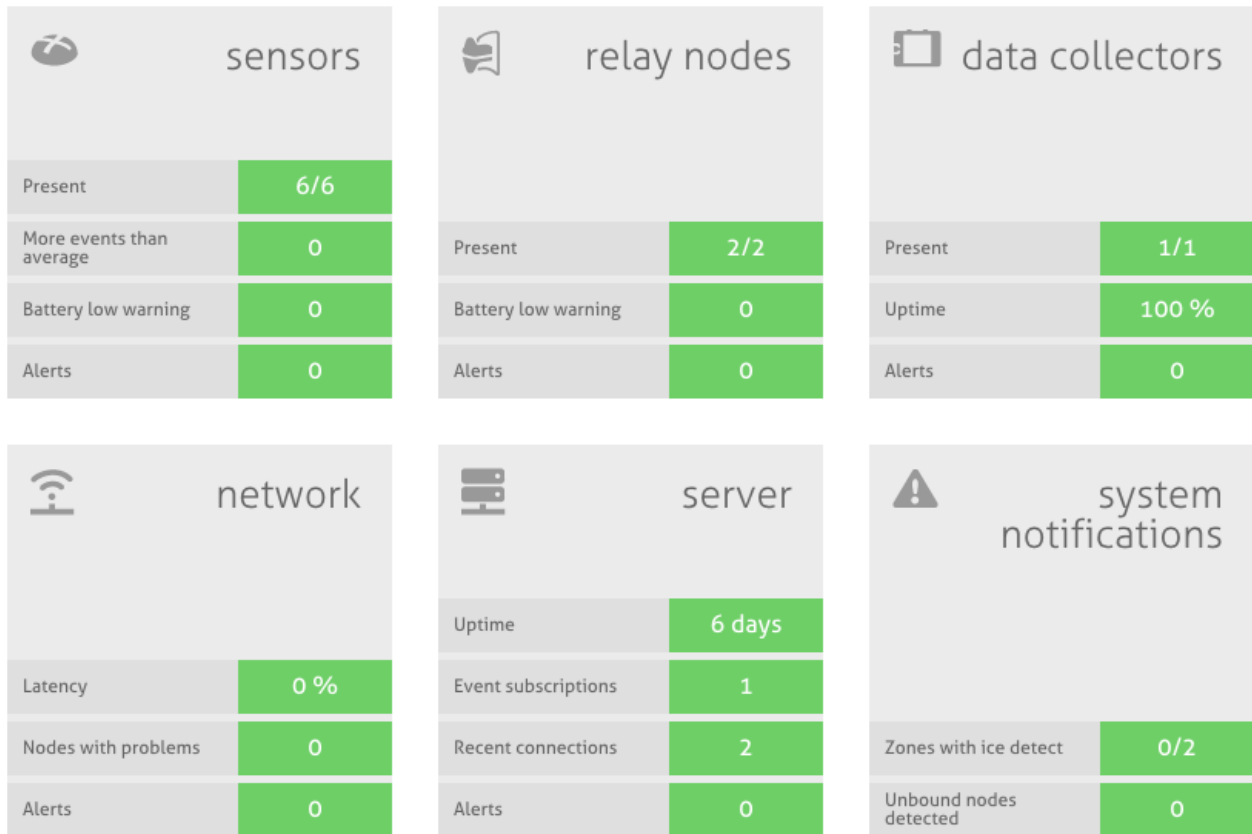 sensors
Present 6/6
More events than
average 0
Battery low warning 0
Alerts 0
relay nodes
Present 2/2
Battery low warning 0
Alerts 0
data collectors
Present 1/1
Uptime 100 %
Alerts 0
network
Latency 0 %
Nodes with problems 0
Alerts 0
server
Uptime 6 days
Event subscriptions 1
Recent connections 2
Alerts 0
system
notifications
Zones with ice detect 0/2
Unbound nodes
detected 0